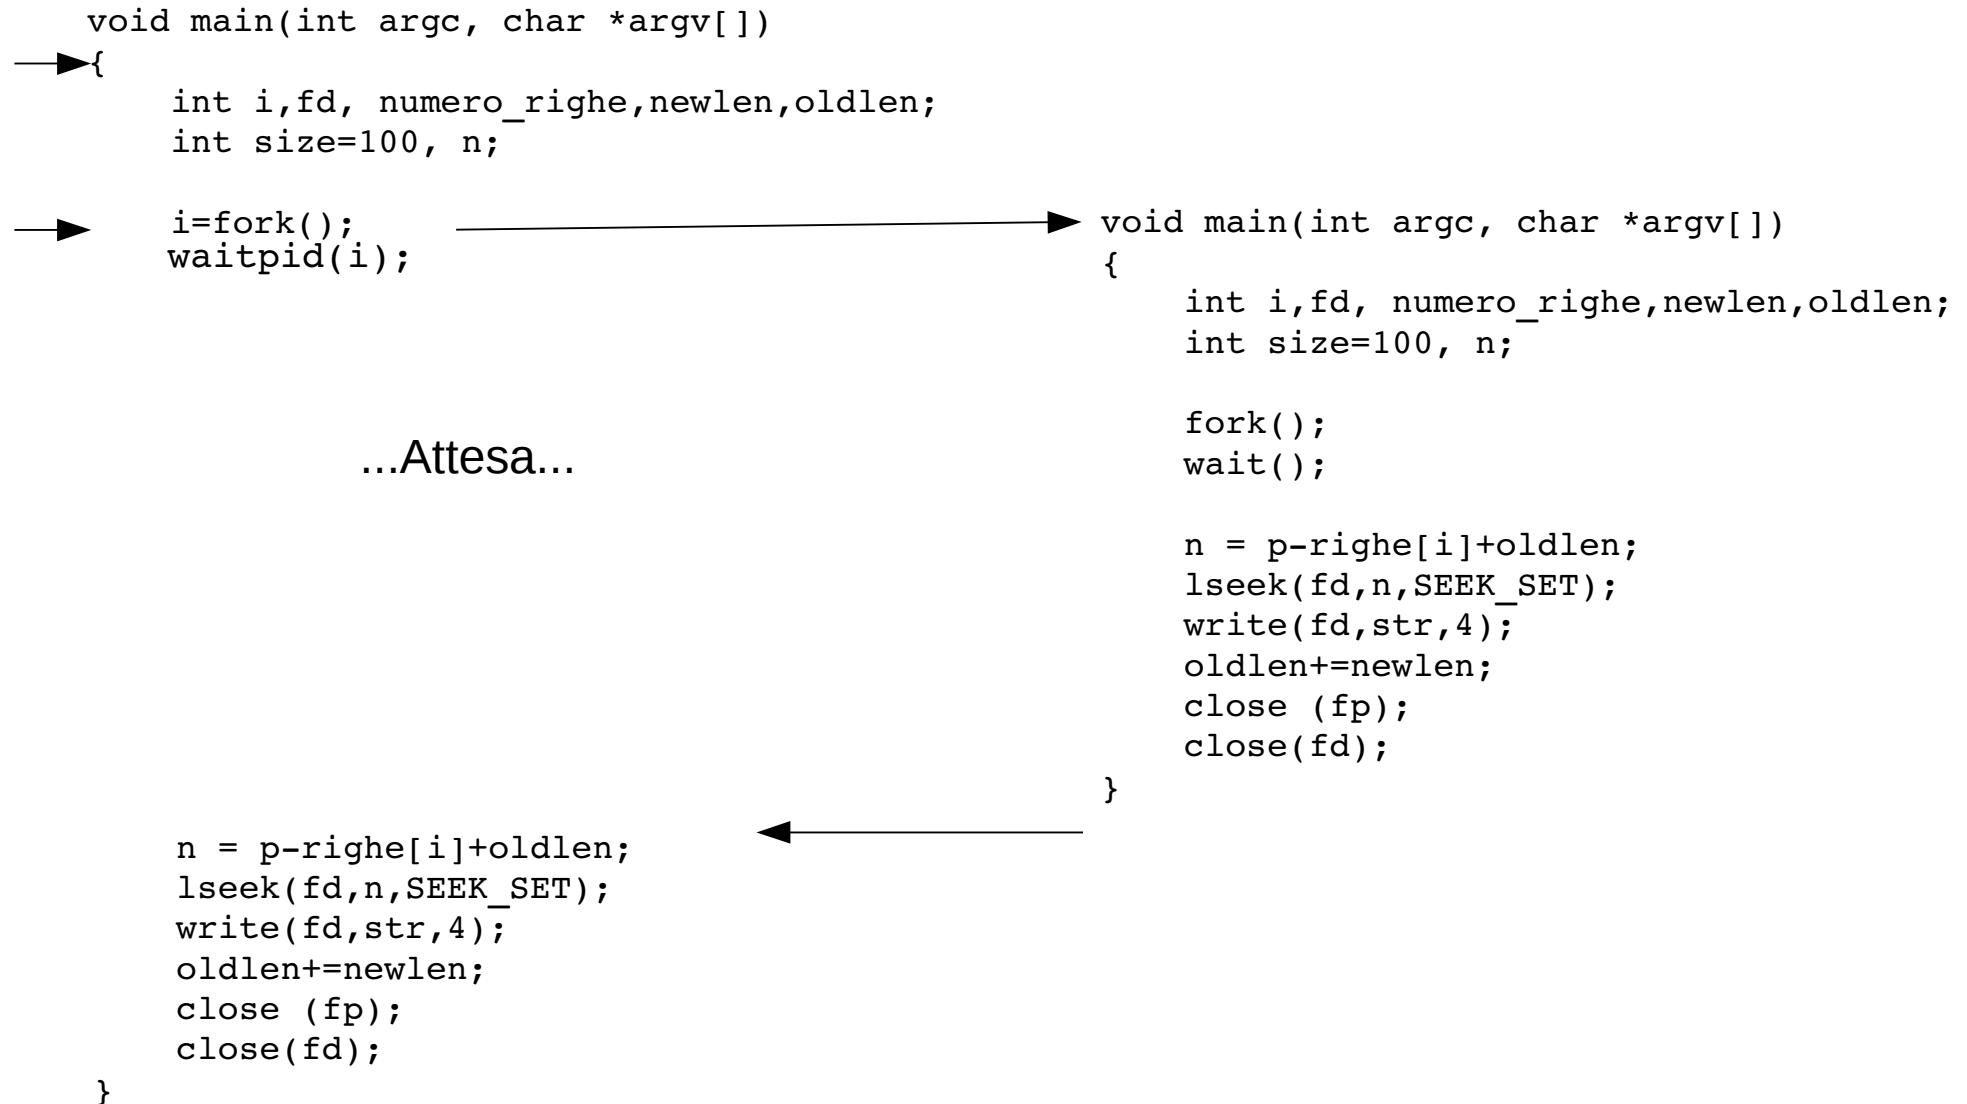 void main(int argc, char *argv[])
{
int i,fd, numero_righe,newlen,oldlen;
int size=100, n;
i=fork();
waitpid(i);
...Attesa...
void main(int argc, char *argv[])
{
int i,fd, numero_righe,newlen,oldlen;
int size=100, n;
fork();
wait();
n = p-righe[i]+oldlen;
lseek(fd,n,SEEK_SET);
write(fd,str,4);
oldlen+=newlen;
close (fp);
close(fd);
}
n = p-righe[i]+oldlen;
lseek(fd,n,SEEK_SET);
write(fd,str,4);
oldlen+=newlen;
close (fp);
close(fd);
}